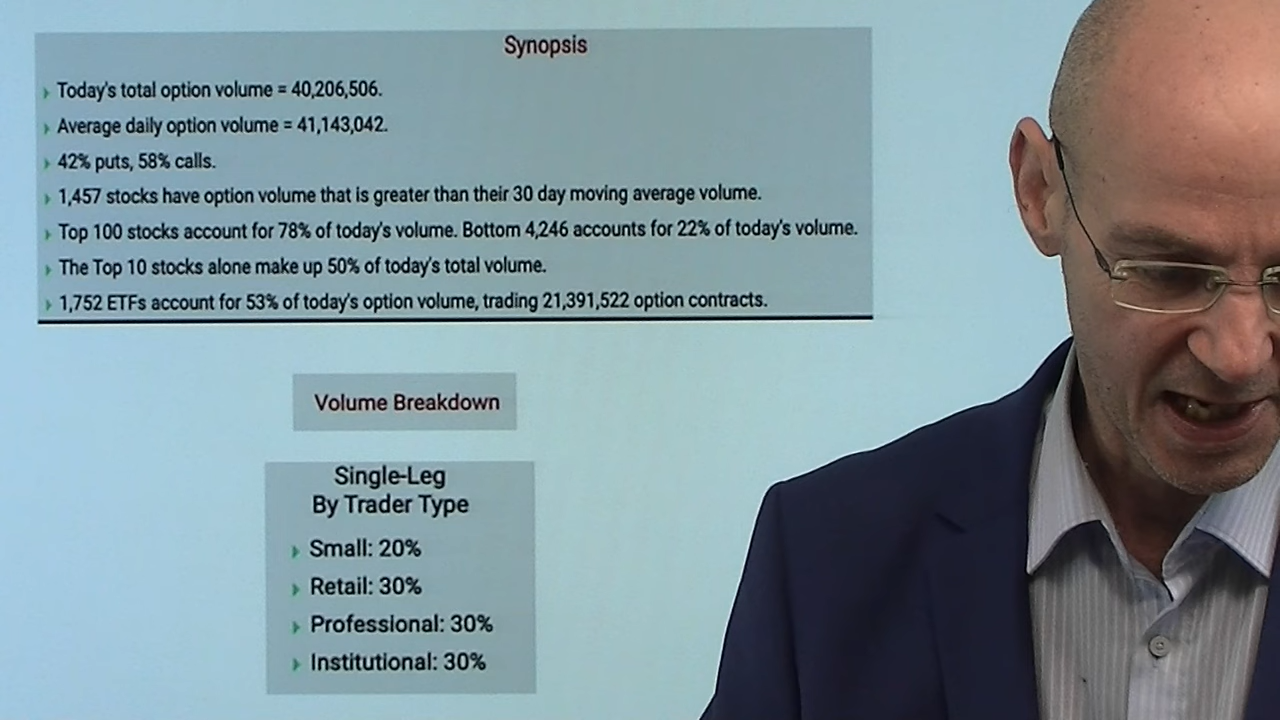 Synopsis
Today's total option volume = 40,206,506.
Average daily option volume = 41,143,042.
42% puts, 58% calls.
1,457 stocks have option volume that is greater than their 30 day moving average volume.
Top 100 stocks account for 78% of today's volume. Bottom 4,246 accounts for 22% of today's volume.
The Top 10 stocks alone make up 50% of today's total volume.
1,752 ETFs account for 53% of today's option volume, trading 21,391,522 option contracts.
Volume Breakdown
Single-Leg
By Trader Type
Small: 20%
Retail: 30%
Professional: 30%
Institutional: 30%